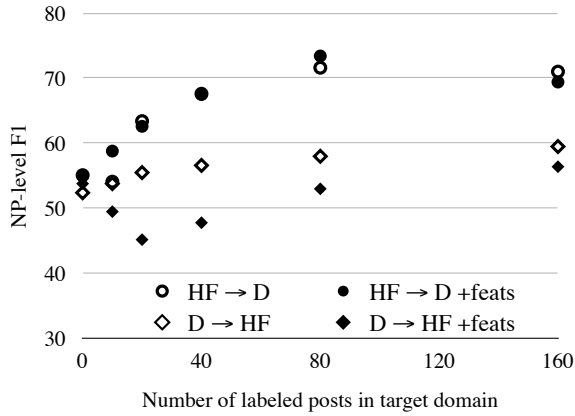 80
70
60
50
40
30
NP-level F1
HF → D
HF → D +feats
D → HF
D → HF +feats
0 40 80 120 160
Number of labeled posts in target domain